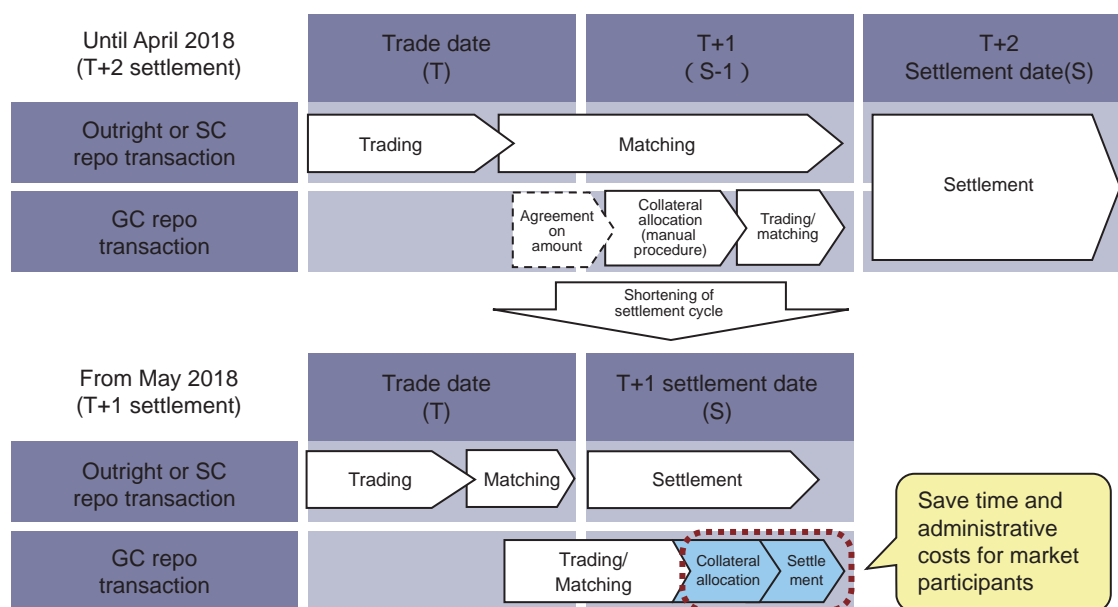 Until April 2018
(T+2 settlement)
Trade date
(T)
T+1
( S-1 )
T+2
Settlement date(S)
Outright or SC
repo transaction
Trading
Matching
Settlement
GC repo
transaction
Agreement
on
amount
Collateral
allocation
(manual
procedure)
Trading/
matching
Shortening of
settlement cycle
From May 2018
(T+1 settlement)
Trade date
(T)
T+1 settlement date
(S)
Outright or SC
repo transaction
Trading
Matching
Settlement
GC repo
transaction
Trading/
Matching
Collateral
allocation
Settle
ment
Save time and
administrative
costs for market
participants